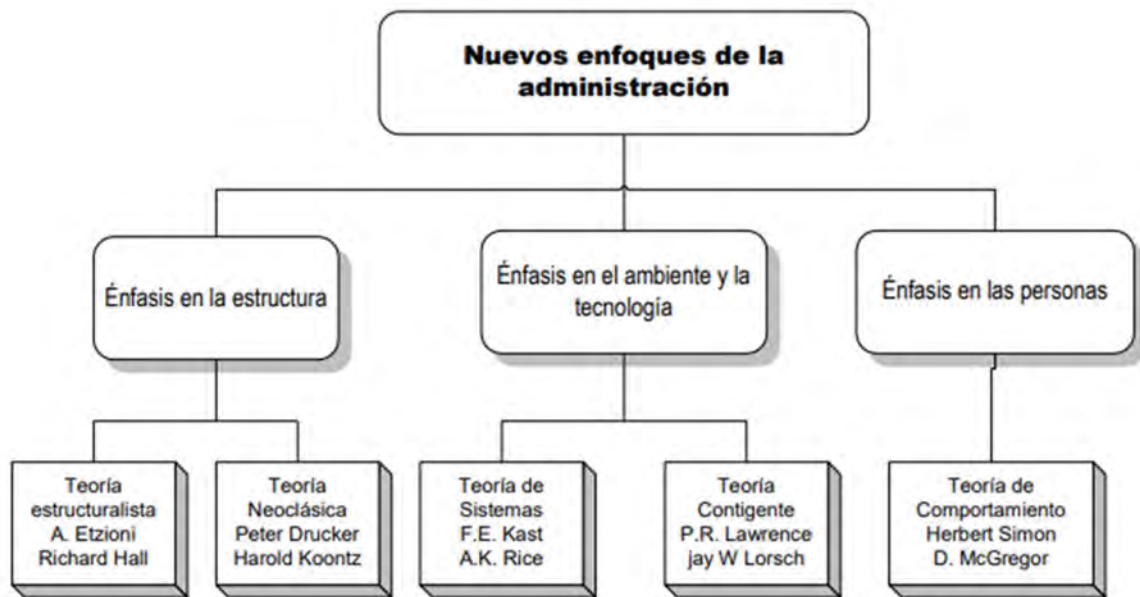 Nuevos enfoques de la
administración
Énfasis en la estructura
Énfasis en el ambiente y la
tecnología
Énfasis en las personas
Teoría
estructuralista
A. Etzioni
Richard Hall
Teoría
Neoclásica
Peter Drucker
Harold Koontz
Teoría de
Sistemas
F.E. Kast
A.K. Rice
Teoría
Contigente
P.R. Lawrence
jay W Lorsch
Teoría de
Comportamiento
Herbert Simon
D. McGregor